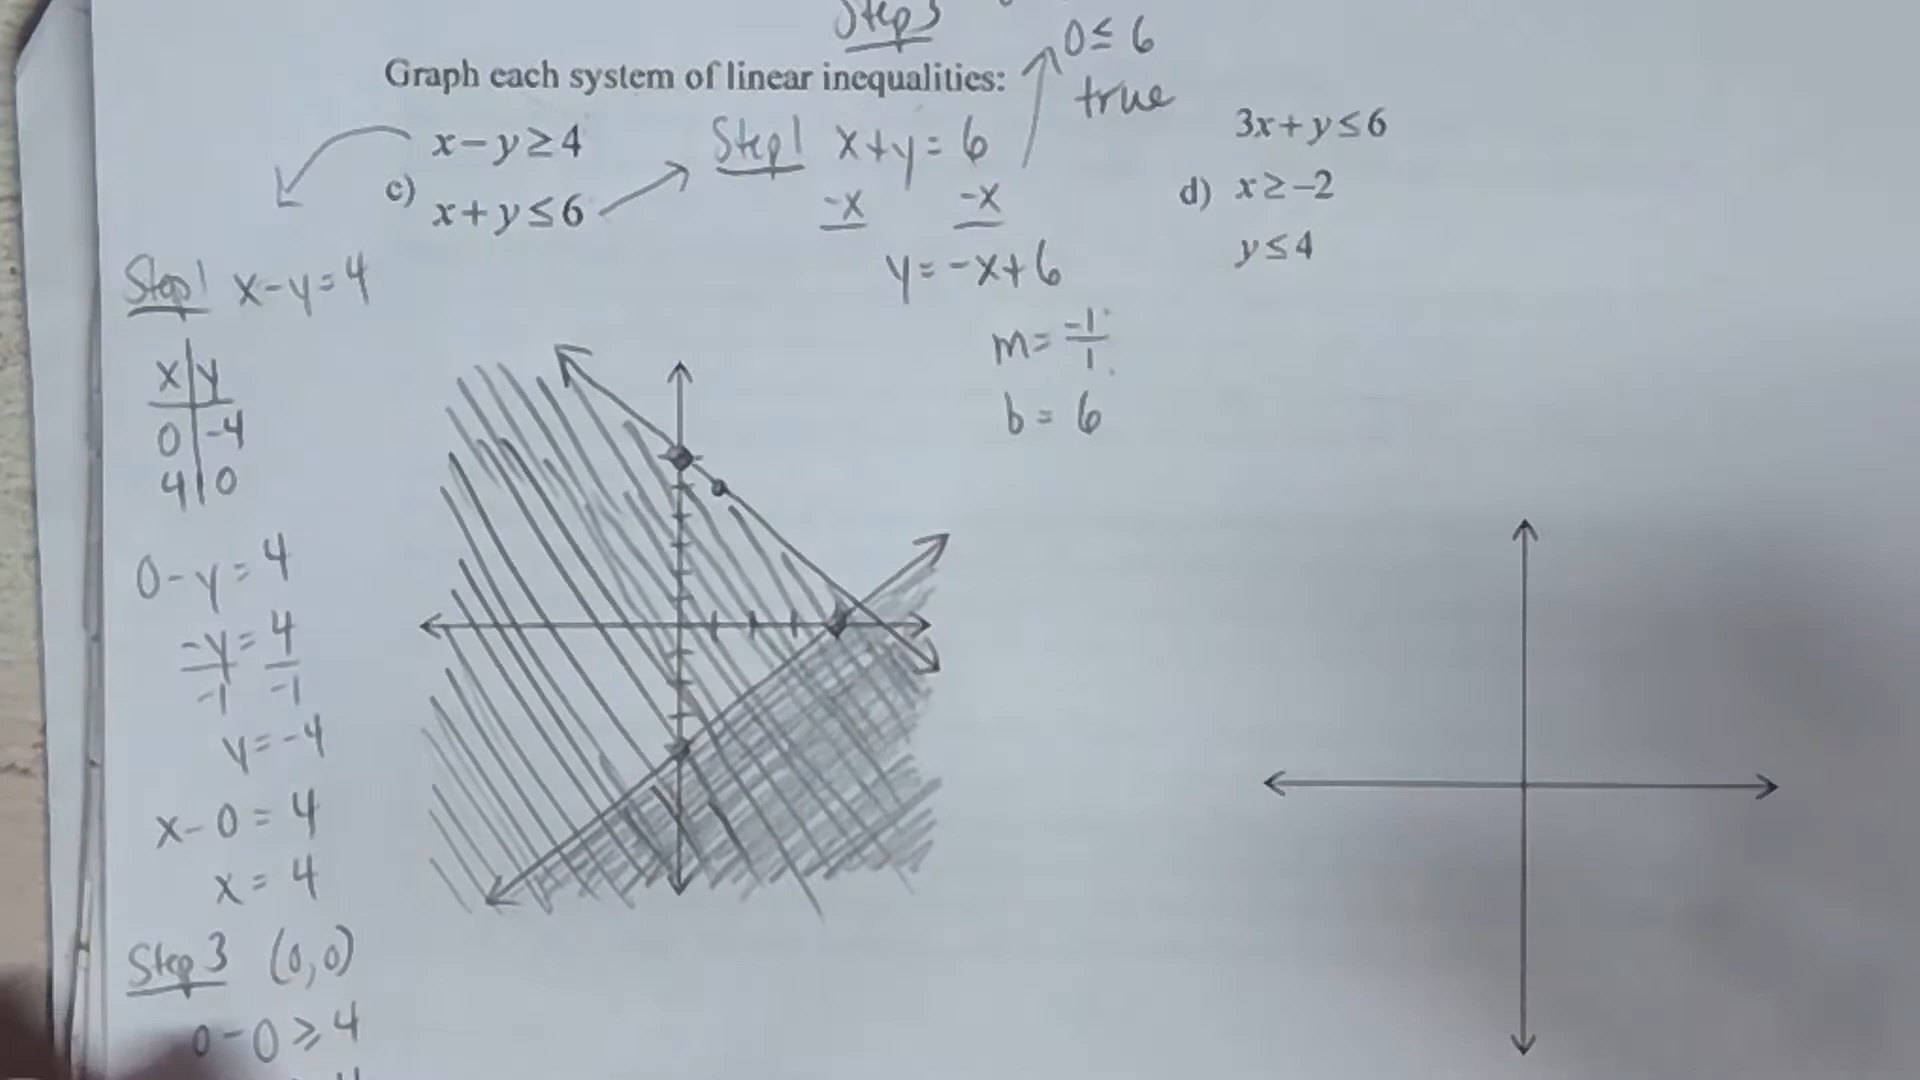 Step 3
0 ≤ 6
true
Graph each system of linear inequalities:
c)
x − y ≥ 4
x + y ≤ 6
Step 1 x+y = 6
-x -x
y = -x+6
m = -1/1
b = 6
d)
3x + y ≤ 6
x ≥ −2
y ≤ 4
Step 1 x-y=4
x | y
0 | -4
4 | 0
0-y=4
-y = 4
-1 -1
y=-4
x-0=4
x=4
Step 3 (0,0)
0-0 ≥ 4